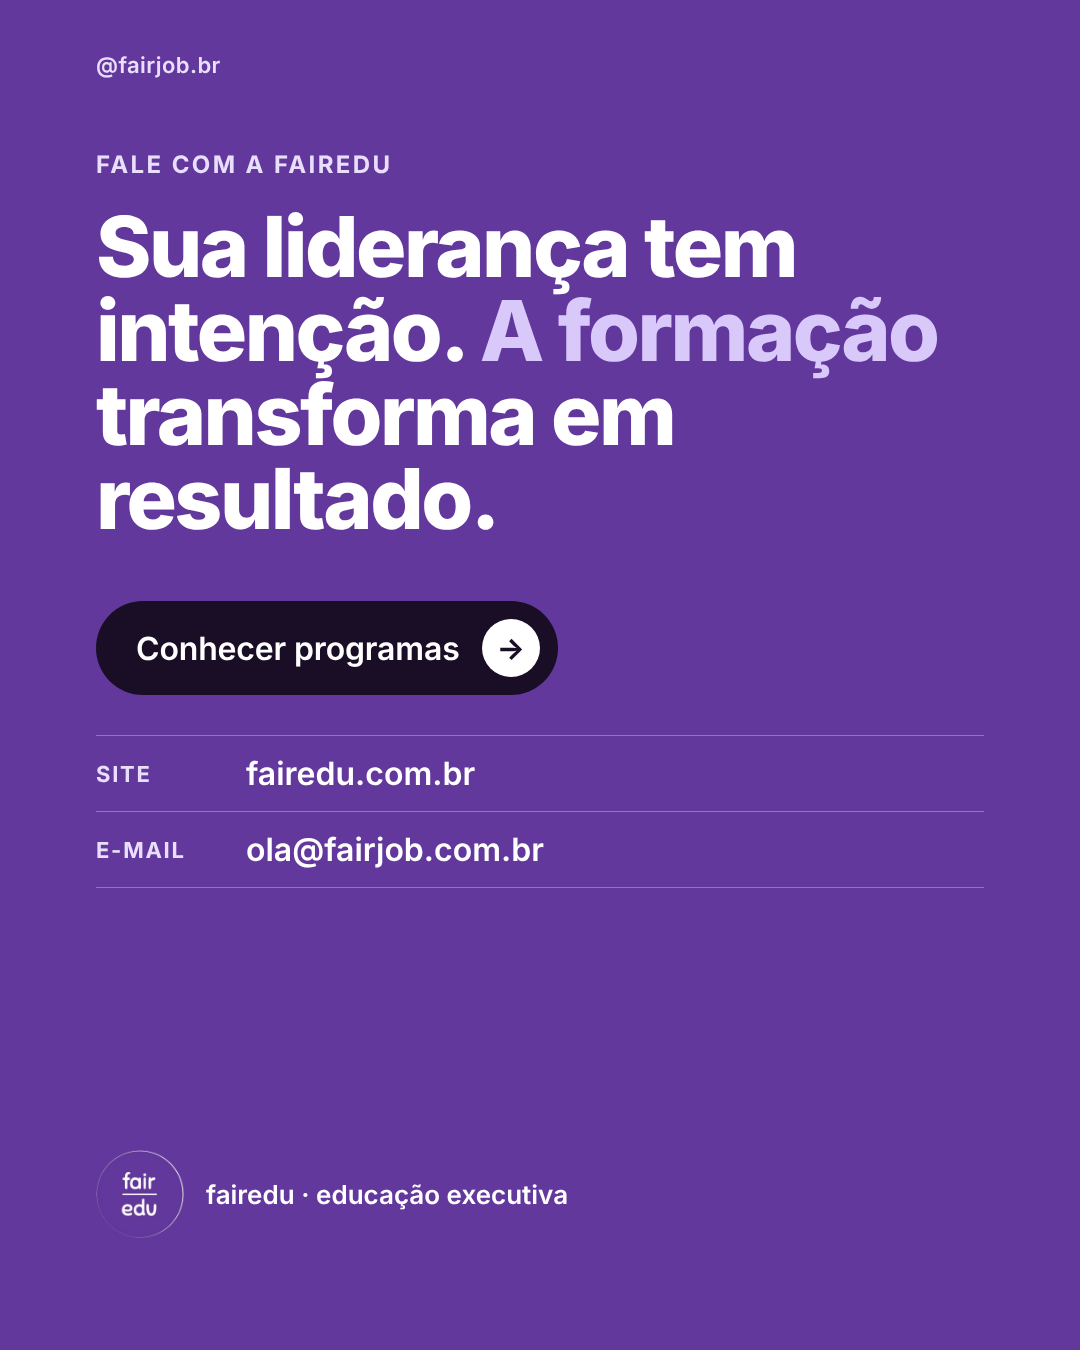 @fairjob.br
FALE COM A FAIREDU
Sua liderança tem
intenção. A formação
transforma em
resultado.
Conhecer programas →
SITE fairedu.com.br
E-MAIL ola@fairjob.com.br
fair
edu
fairedu · educação executiva